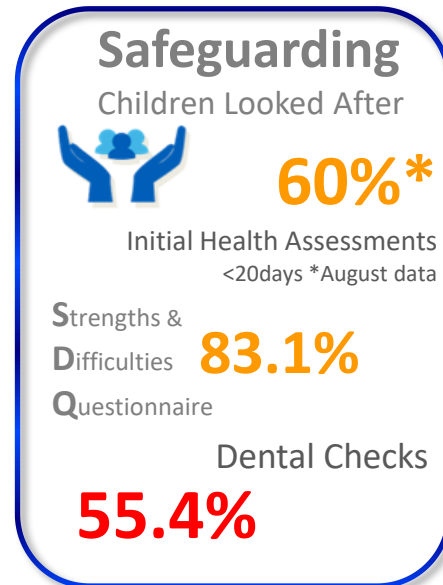 Safeguarding
Children Looked After
60%*
Initial Health Assessments
<20days *August data
Strengths &
Difficulties 83.1%
Questionnaire
Dental Checks
55.4%